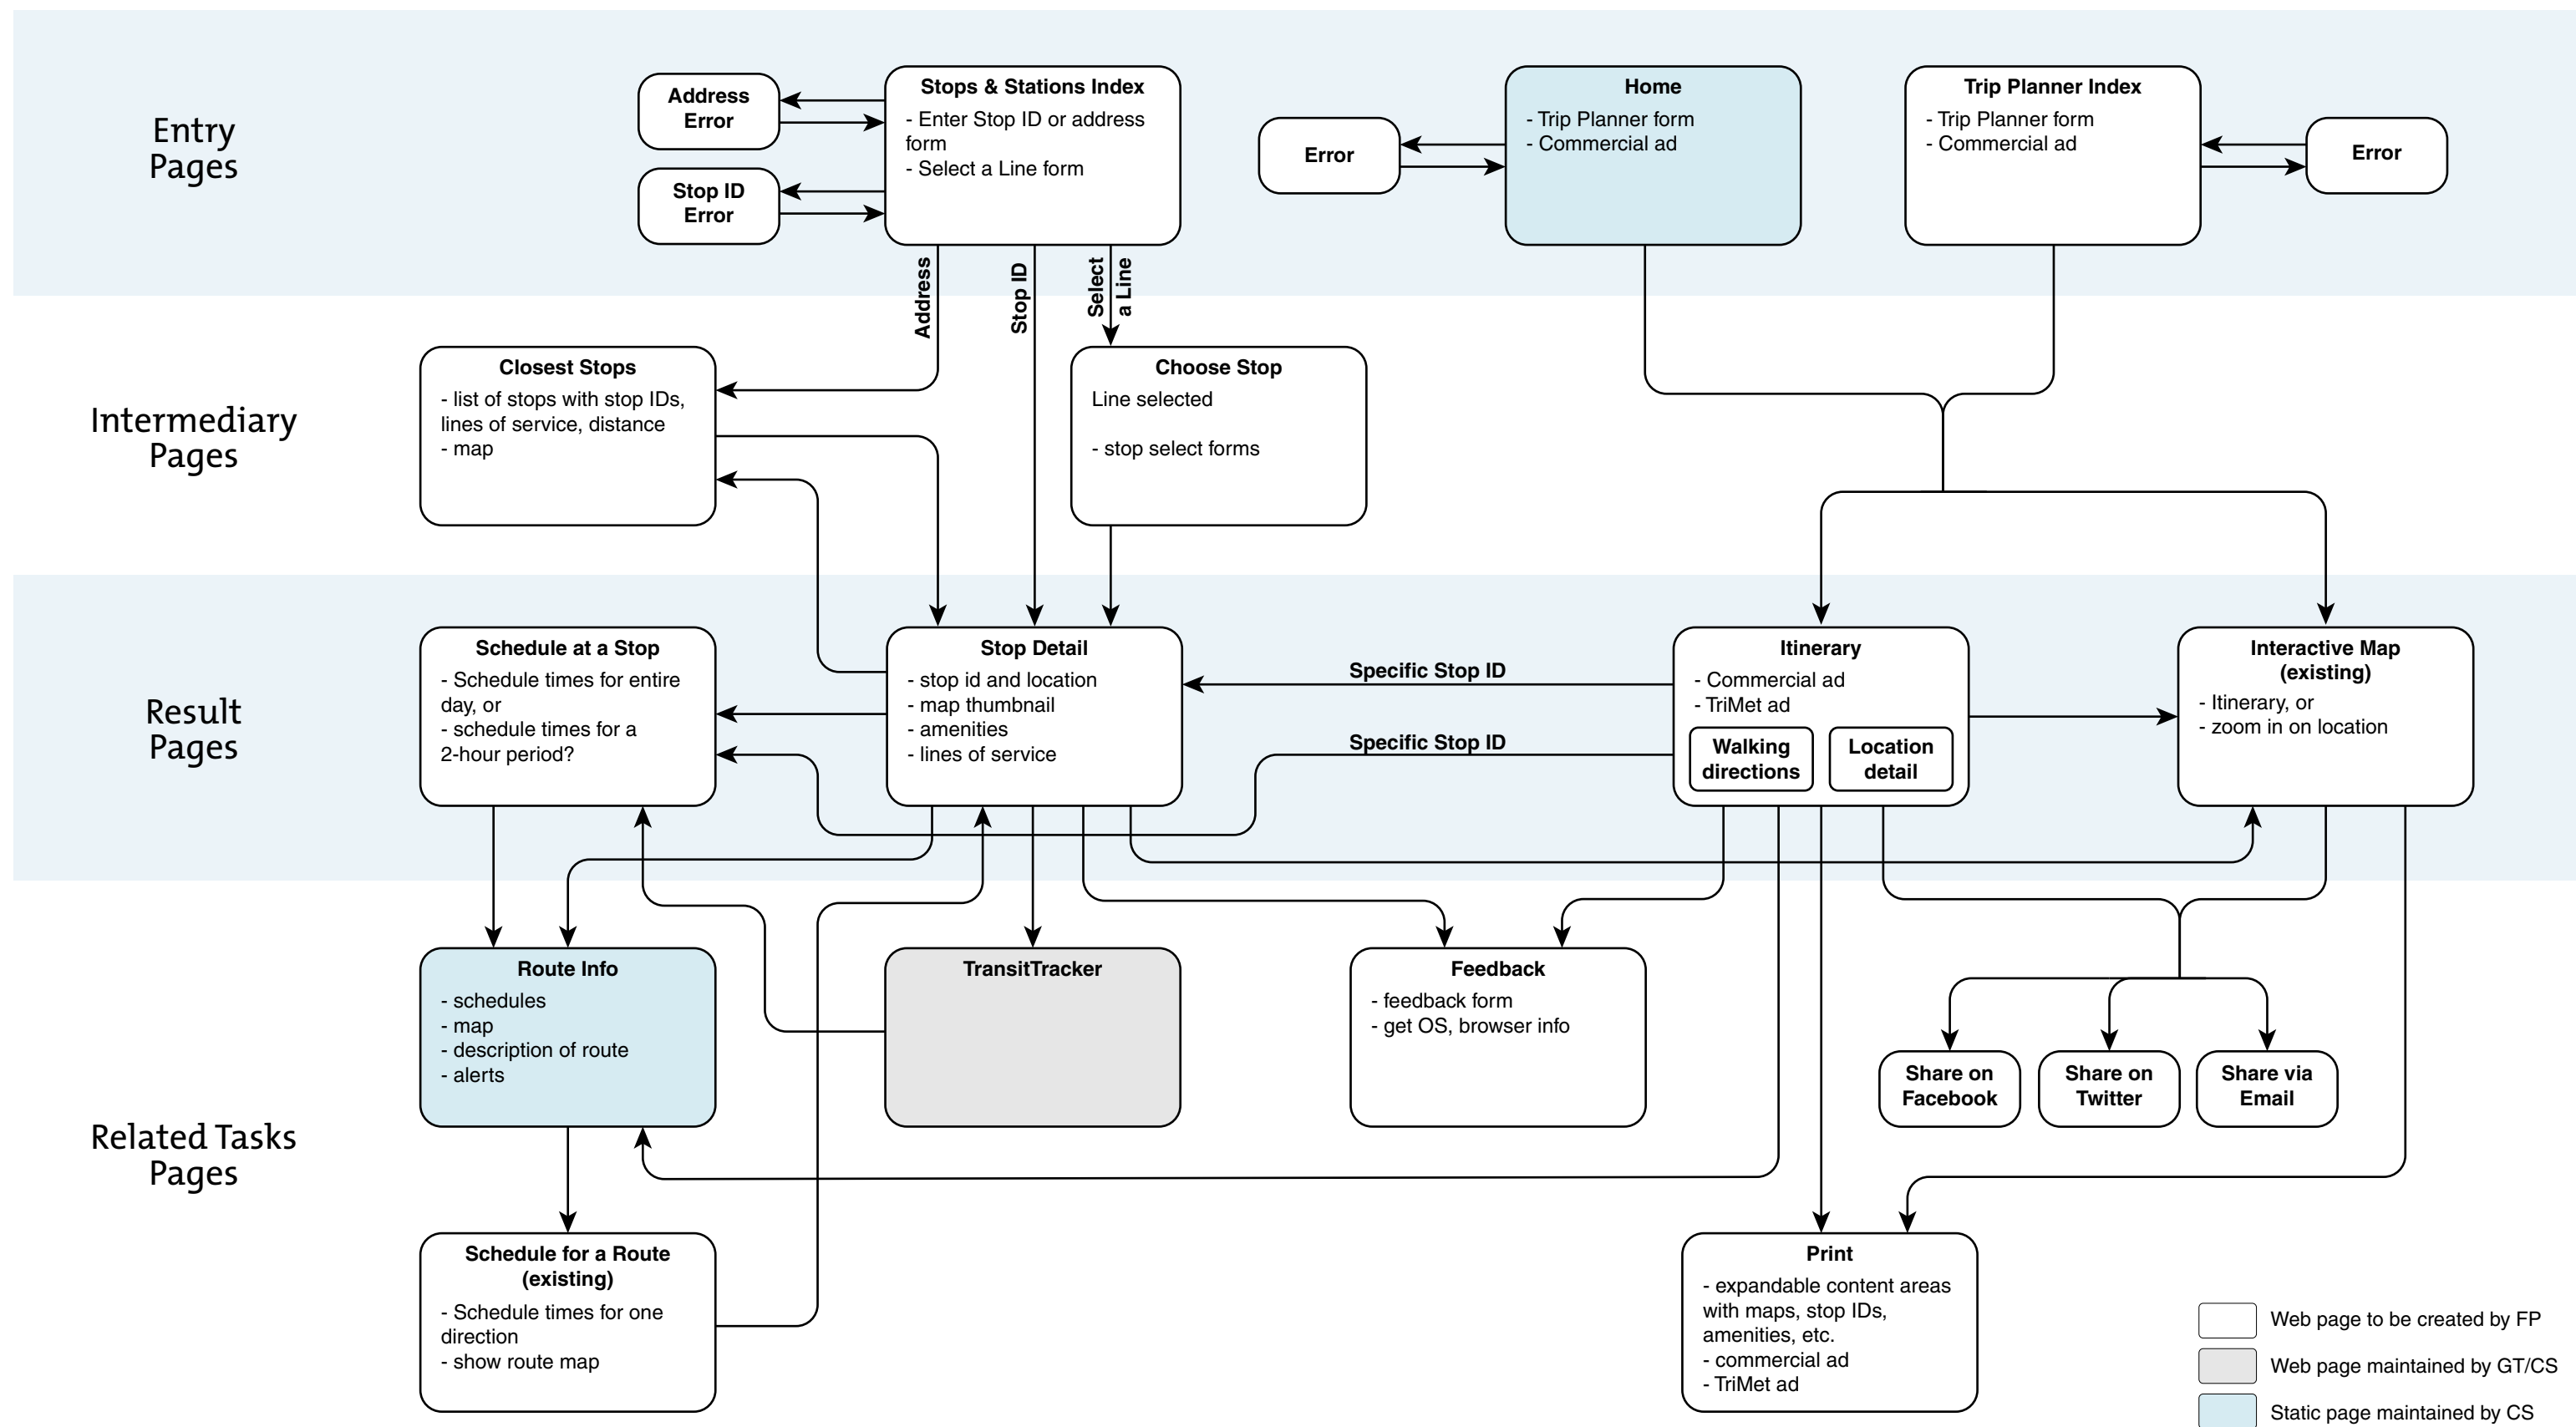 Entry
Pages
Address
Error
Stop ID
Error
Stops & Stations Index
- Enter Stop ID or address
form
- Select a Line form
Error
Home
- Trip Planner form
- Commercial ad
Trip Planner Index
- Trip Planner form
- Commercial ad
Error
Address
Stop ID
Select
a Line
Intermediary
Pages
Closest Stops
- list of stops with stop IDs,
lines of service, distance
- map
Choose Stop
Line selected
- stop select forms
Result
Pages
Schedule at a Stop
- Schedule times for entire
day, or
- schedule times for a
2-hour period?
Stop Detail
- stop id and location
- map thumbnail
- amenities
- lines of service
Specific Stop ID
Specific Stop ID
Itinerary
- Commercial ad
- TriMet ad
Walking
directions
Location
detail
Interactive Map
(existing)
- Itinerary, or
- zoom in on location
Related Tasks
Pages
Route Info
- schedules
- map
- description of route
- alerts
TransitTracker
Feedback
- feedback form
- get OS, browser info
Share on
Facebook
Share on
Twitter
Share via
Email
Schedule for a Route
(existing)
- Schedule times for one
direction
- show route map
Print
- expandable content areas
with maps, stop IDs,
amenities, etc.
- commercial ad
- TriMet ad
Web page to be created by FP
Web page maintained by GT/CS
Static page maintained by CS